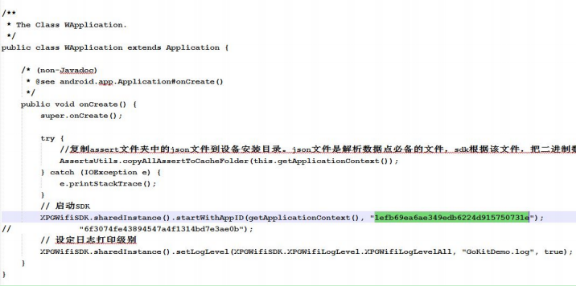 /**
 * The Class WApplication.
 */
public class WApplication extends Application {
/* (non-Javadoc)
 * @see android.app.Application#onCreate()
 */
public void onCreate() {
super.onCreate();
try {
//复制assert文件夹中的json文件到设备安装目录。json文件是解析数据点必备的文件, sdk根据该文件, 把二进制数
AssertsUtils.copyAllAssertToCacheFolder(this.getApplicationContext());
} catch (IOException e) {
e.printStackTrace();
}
// 启动SDK
XPGWifiSDK.sharedInstance().startWithAppID(getApplicationContext(), "1efb69ea6ae349edb6224d915750731e");
// "6f3074fe43894547a4f1314bd7e3ae0b");
// 设定日志打印级别
XPGWifiSDK.sharedInstance().setLogLevel(XPGWifiSDK.XPGWifiLogLevel.XPGWifiLogLevelAll, "GoKitDemo.log", true);
}
}